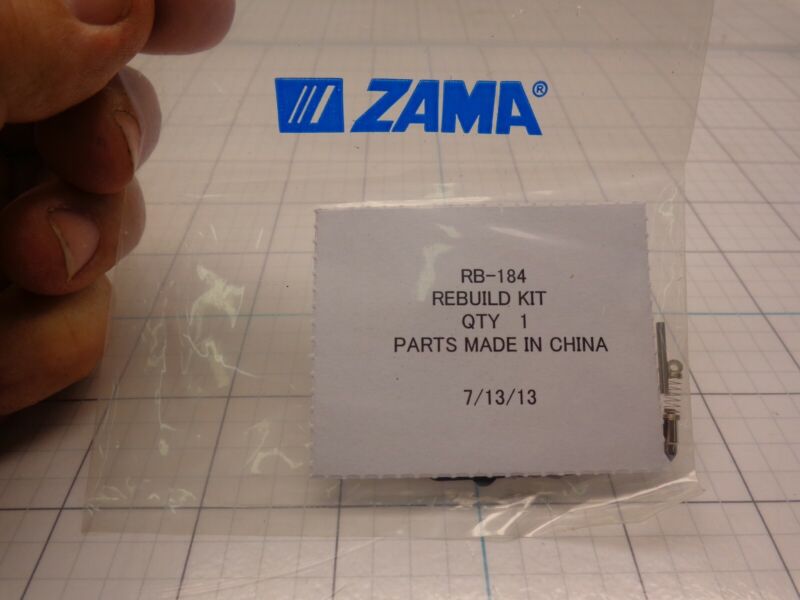 ZAMA®
RB-184
REBUILD KIT
QTY 1
PARTS MADE IN CHINA
7/13/13